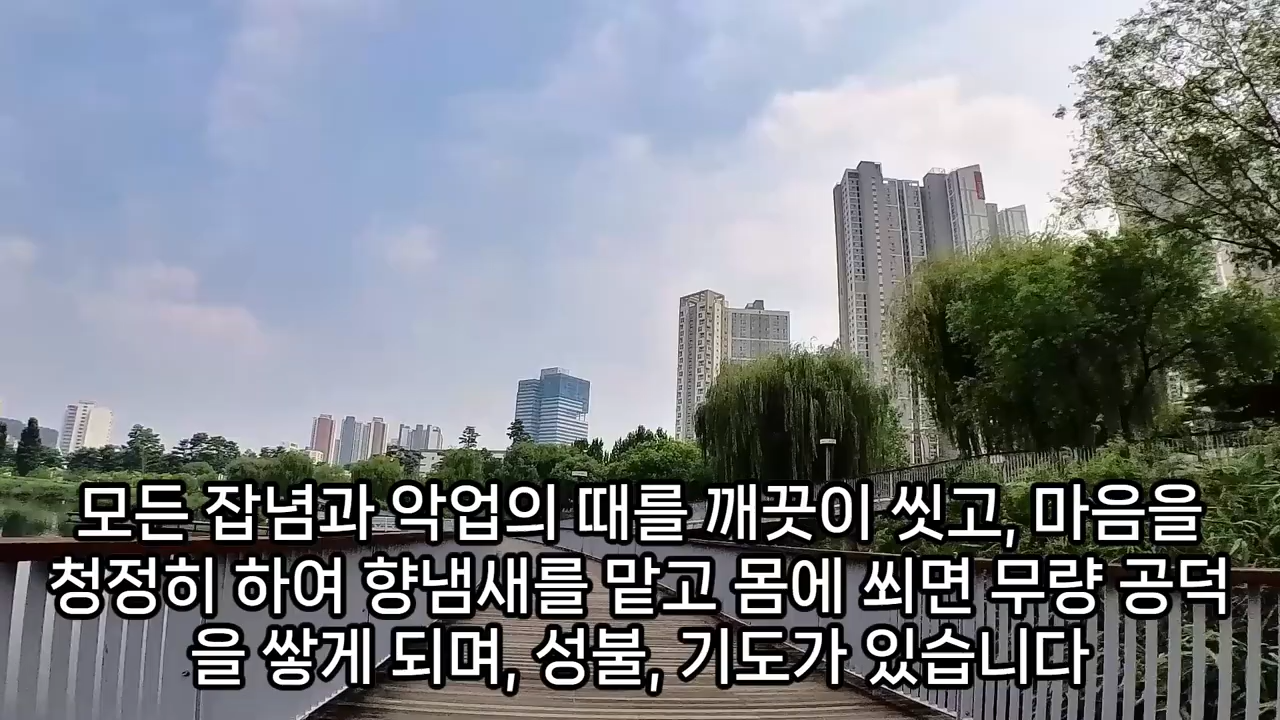 모든 잡념과 악업의 때를 깨끗이 씻고, 마음을
청정히 하여 향냄새를 맡고 몸에 쐬면 무량 공덕
을 쌓게 되며, 성불, 기도가 있습니다